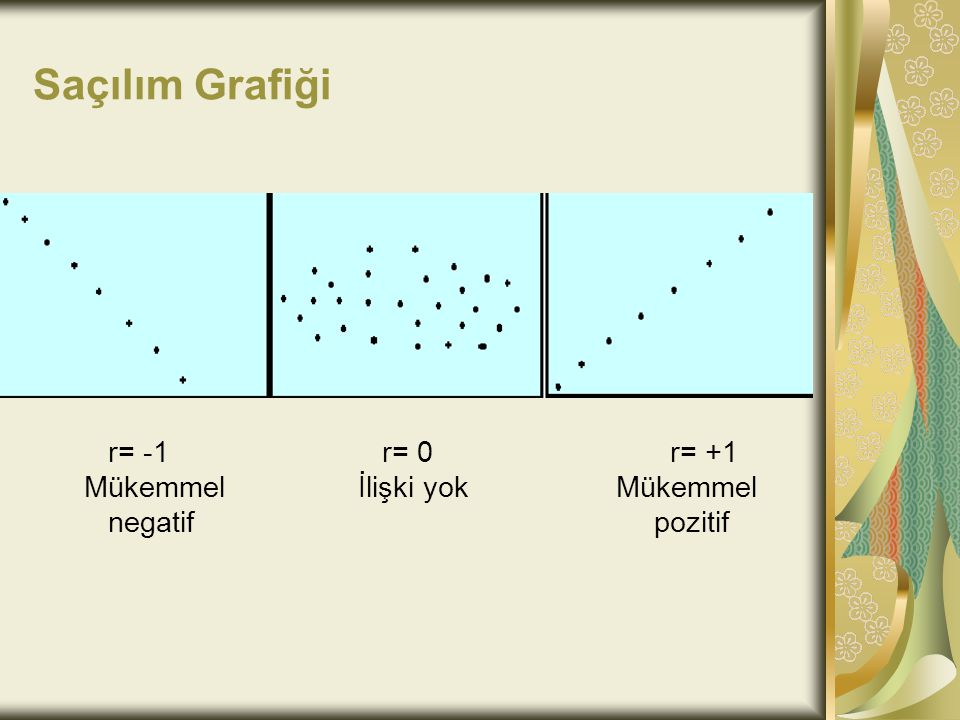 Saçılım Grafiği
r= -1 r= 0 r= +1
Mükemmel İlişki yok Mükemmel
negatif pozitif